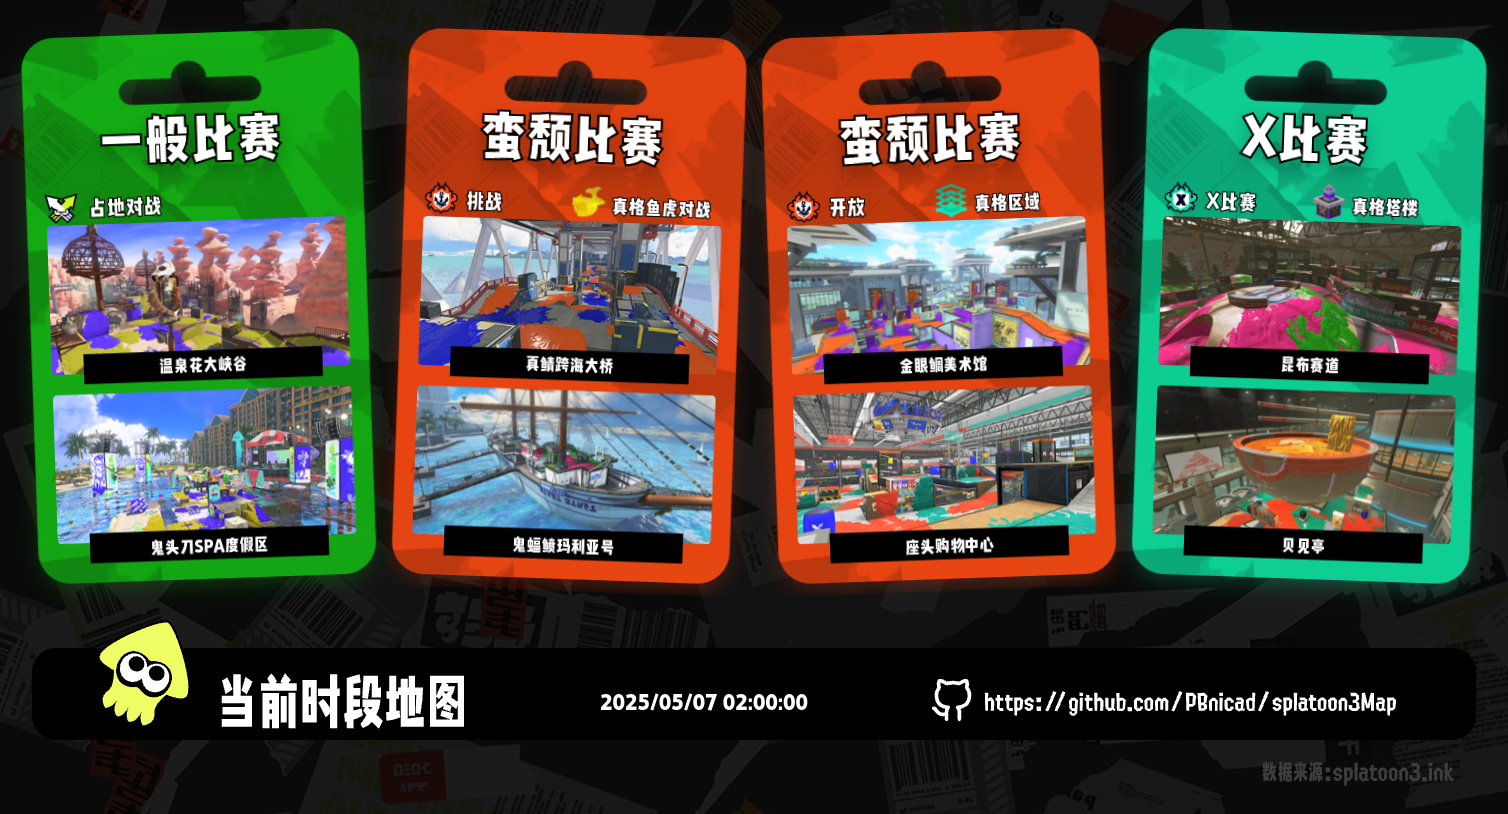 一般比赛
占地对战
温泉花大峡谷
鬼头刀SPA度假区
蛮颓比赛
挑战
真格鱼虎对战
真鲭跨海大桥
鬼蝠鲼玛利亚号
蛮颓比赛
开放
真格区域
金眼鲷美术馆
座头购物中心
X比赛
X比赛
真格塔楼
昆布赛道
贝见亭
当前时段地图
2025/05/07 02:00:00
https://github.com/PBnicad/splatoon3Map
数据来源:splatoon3.ink